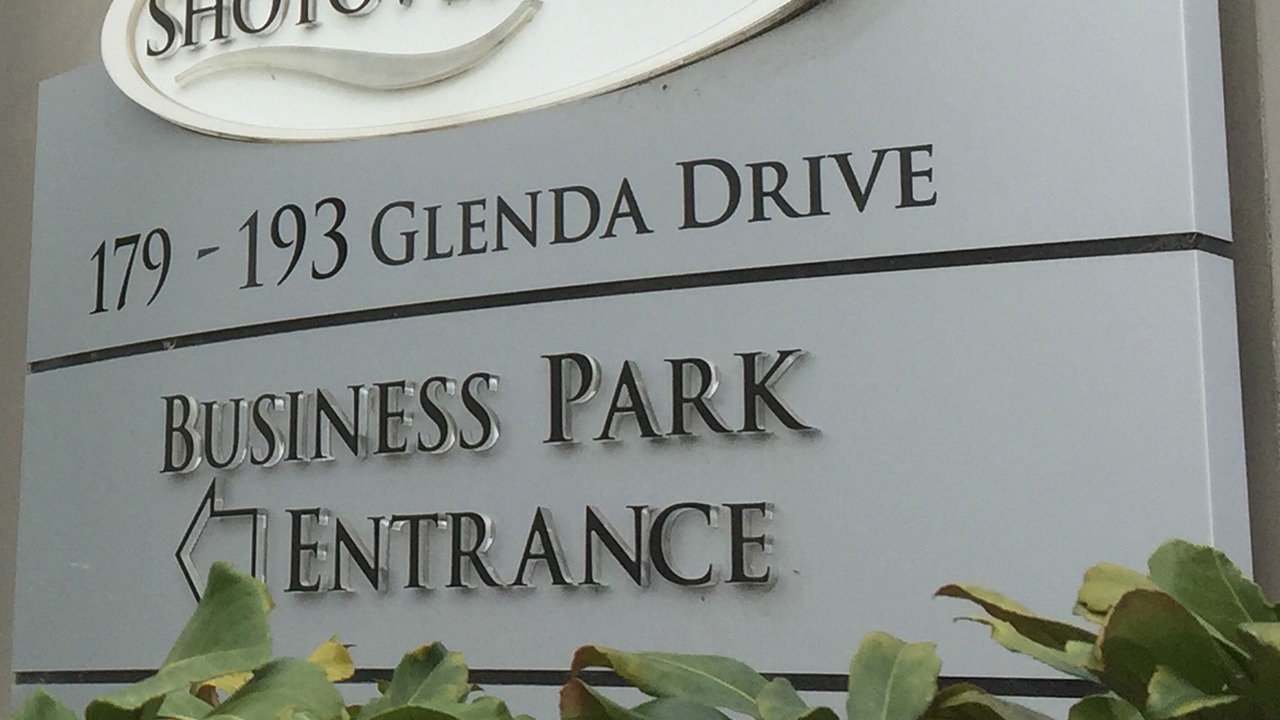 179 - 193 GLENDA DRIVE
BUSINESS PARK
ENTRANCE